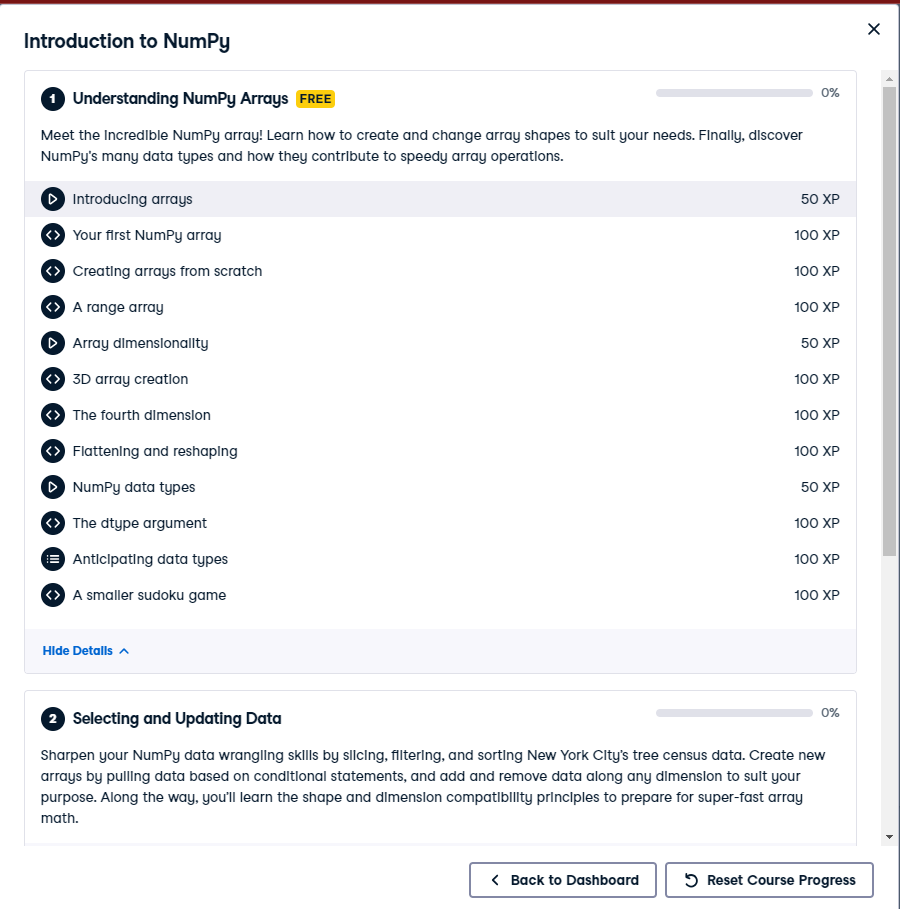 Introduction to NumPy
1 Understanding NumPy Arrays FREE 0%
Meet the incredible NumPy array! Learn how to create and change array shapes to suit your needs. Finally, discover
NumPy's many data types and how they contribute to speedy array operations.
Introducing arrays 50 XP
Your first NumPy array 100 XP
Creating arrays from scratch 100 XP
A range array 100 XP
Array dimensionality 50 XP
3D array creation 100 XP
The fourth dimension 100 XP
Flattening and reshaping 100 XP
NumPy data types 50 XP
The dtype argument 100 XP
Anticipating data types 100 XP
A smaller sudoku game 100 XP
Hide Details
2 Selecting and Updating Data 0%
Sharpen your NumPy data wrangling skills by slicing, filtering, and sorting New York City's tree census data. Create new
arrays by pulling data based on conditional statements, and add and remove data along any dimension to suit your
purpose. Along the way, you'll learn the shape and dimension compatibility principles to prepare for super-fast array
math.
Back to Dashboard Reset Course Progress